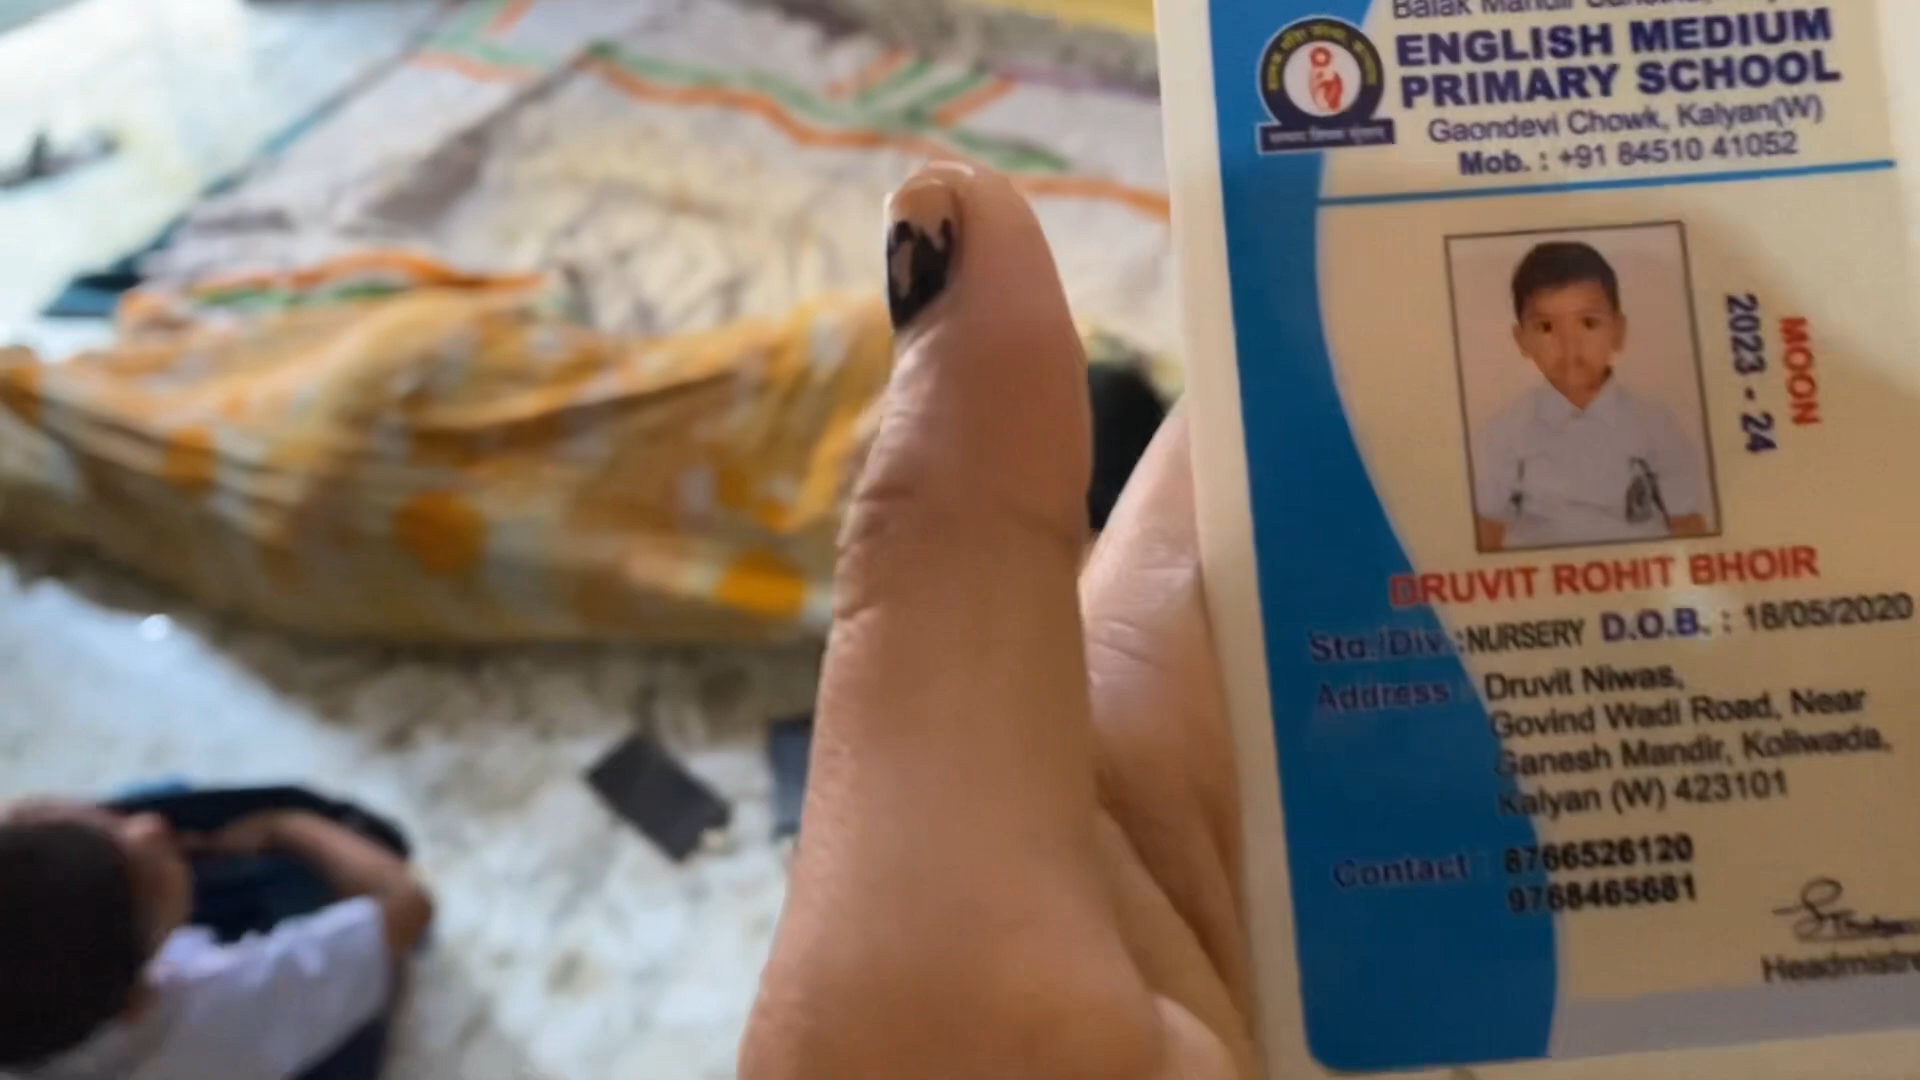 Balak Mandir
ENGLISH MEDIUM
PRIMARY SCHOOL
Gaondevi Chowk, Kalyan(W)
Mob. : +91 84510 41052
MOON
2023 - 24
DRUVIT ROHIT BHOIR
Std./Div. : NURSERY D.O.B. : 18/05/2020
Address : Druvit Niwas,
Govind Wadi Road, Near
Ganesh Mandir, Koliwada,
Kalyan (W) 423101
Contact : 8766526120
9768465681